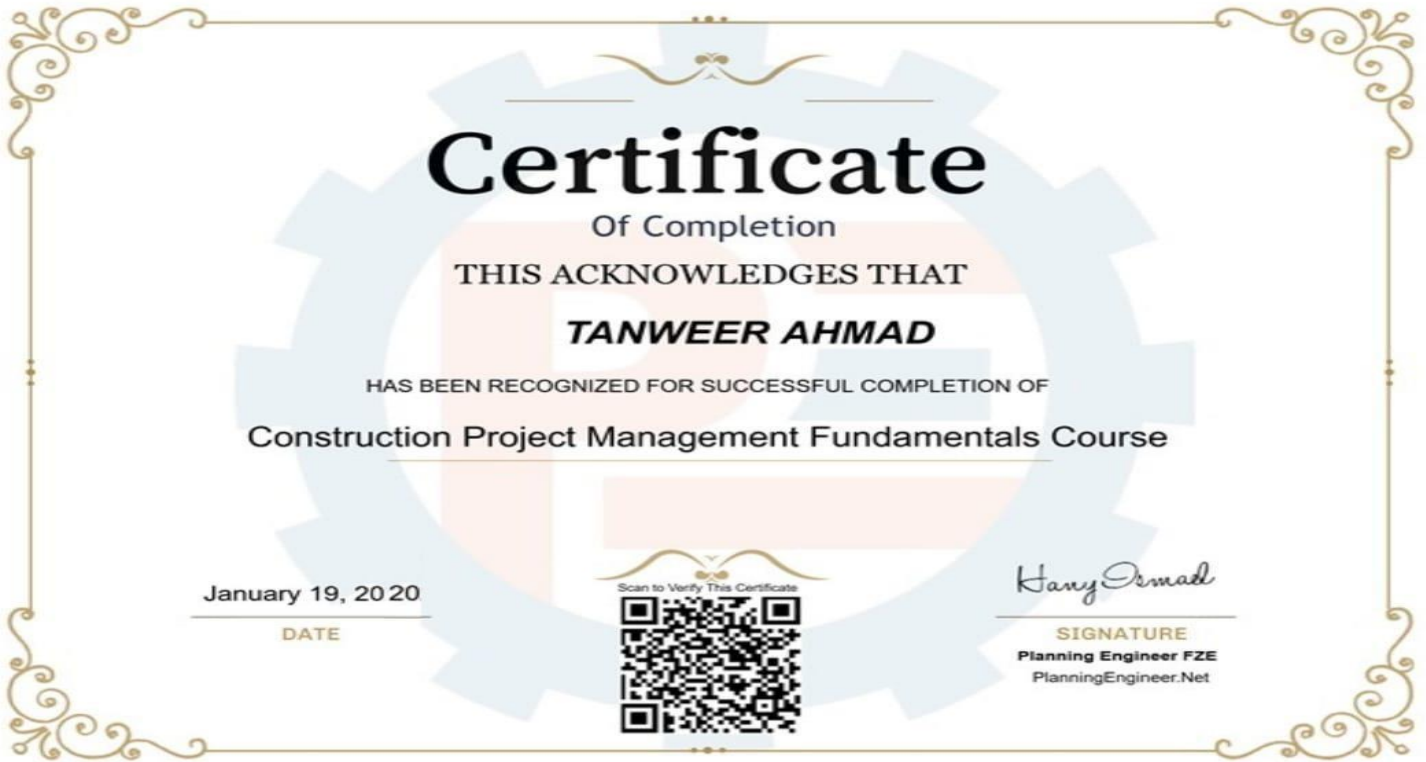 Certificate
Of Completion
THIS ACKNOWLEDGES THAT
TANWEER AHMAD
HAS BEEN RECOGNIZED FOR SUCCESSFUL COMPLETION OF
Construction Project Management Fundamentals Course
January 19, 2020
DATE
Scan to Verify This Certificate
Hany Ismael
SIGNATURE
Planning Engineer FZE
PlanningEngineer.Net